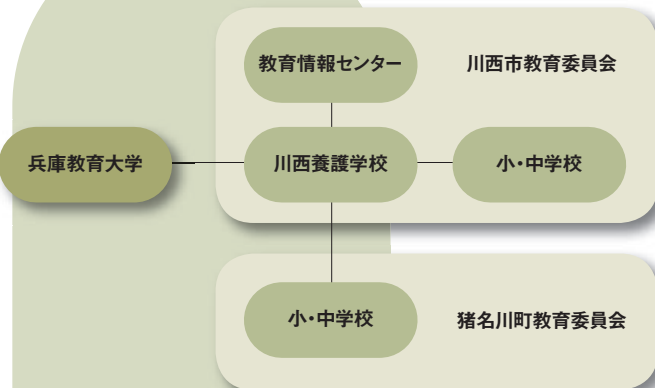 教育情報センター
川西市教育委員会
兵庫教育大学
川西養護学校
小・中学校
小・中学校
猪名川町教育委員会